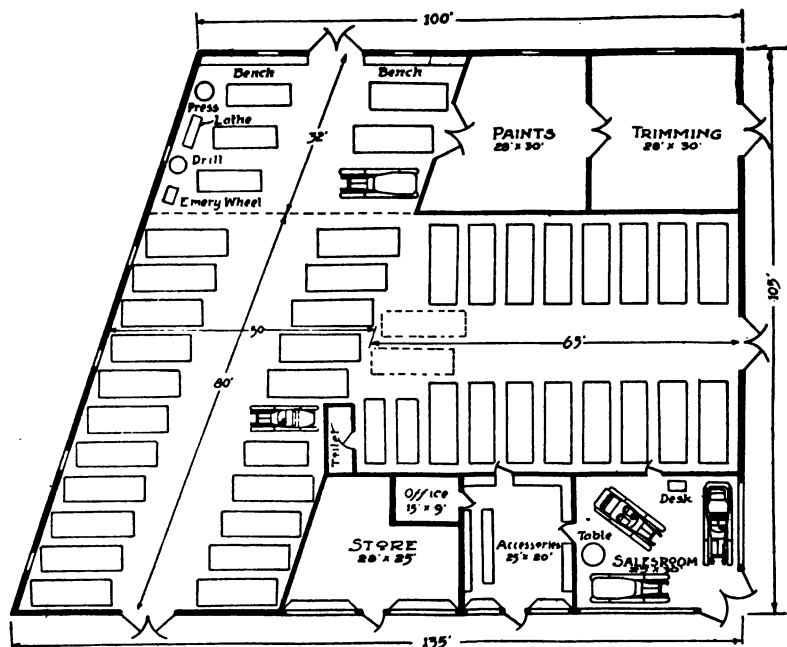 100'
Bench
Bench
Press
Lathe
Drill
Emery Wheel
32'
PAINTS
28' X 30'
TRIMMING
28' X 30'
105'
50
65'
80'
Toilet
Office
15' X 9'
STORE
28' X 25'
Accessories
25' X 20'
Desk
Table
SALESROOM
135'